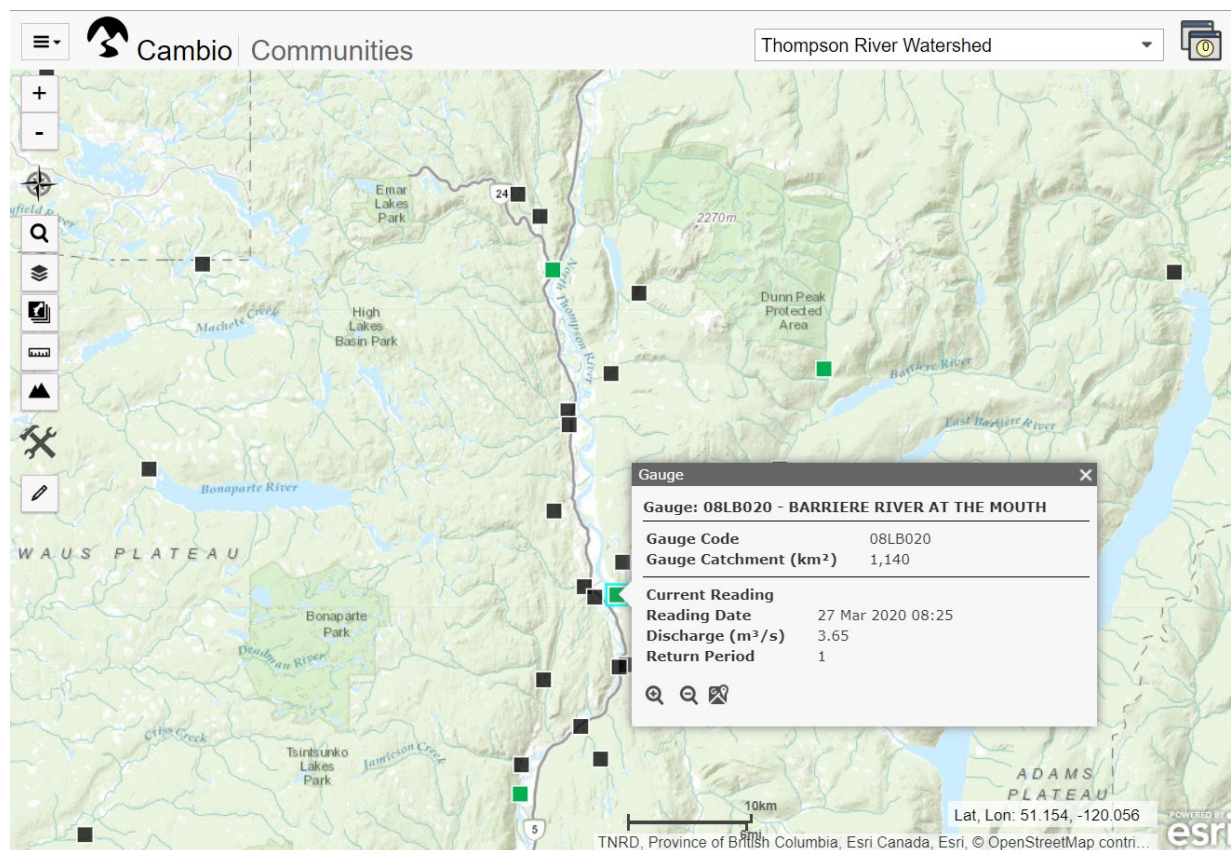 Cambio Communities
Thompson River Watershed
0
+
-
24
Emar
Lakes
Park
2270m
North Thompson River
Dunn Peak
Protected
Area
High
Lakes
Basin Park
Machete Creek
Barriere River
East Barriere River
Bonaparte River
Gauge
Gauge: 08LB020 - BARRIERE RIVER AT THE MOUTH
Gauge Code 08LB020
Gauge Catchment (km²) 1,140
Current Reading
Reading Date 27 Mar 2020 08:25
Discharge (m³/s) 3.65
Return Period 1
WAUS PLATEAU
Bonaparte
Park
Deadman River
Criss Creek
Tsintsunko
Lakes
Park
Jamieson Creek
ADAMS
PLATEAU
5
10km
6mi
Lat, Lon: 51.154, -120.056
POWERED BY
esri
TNRD, Province of British Columbia, Esri Canada, Esri, © OpenStreetMap contri...